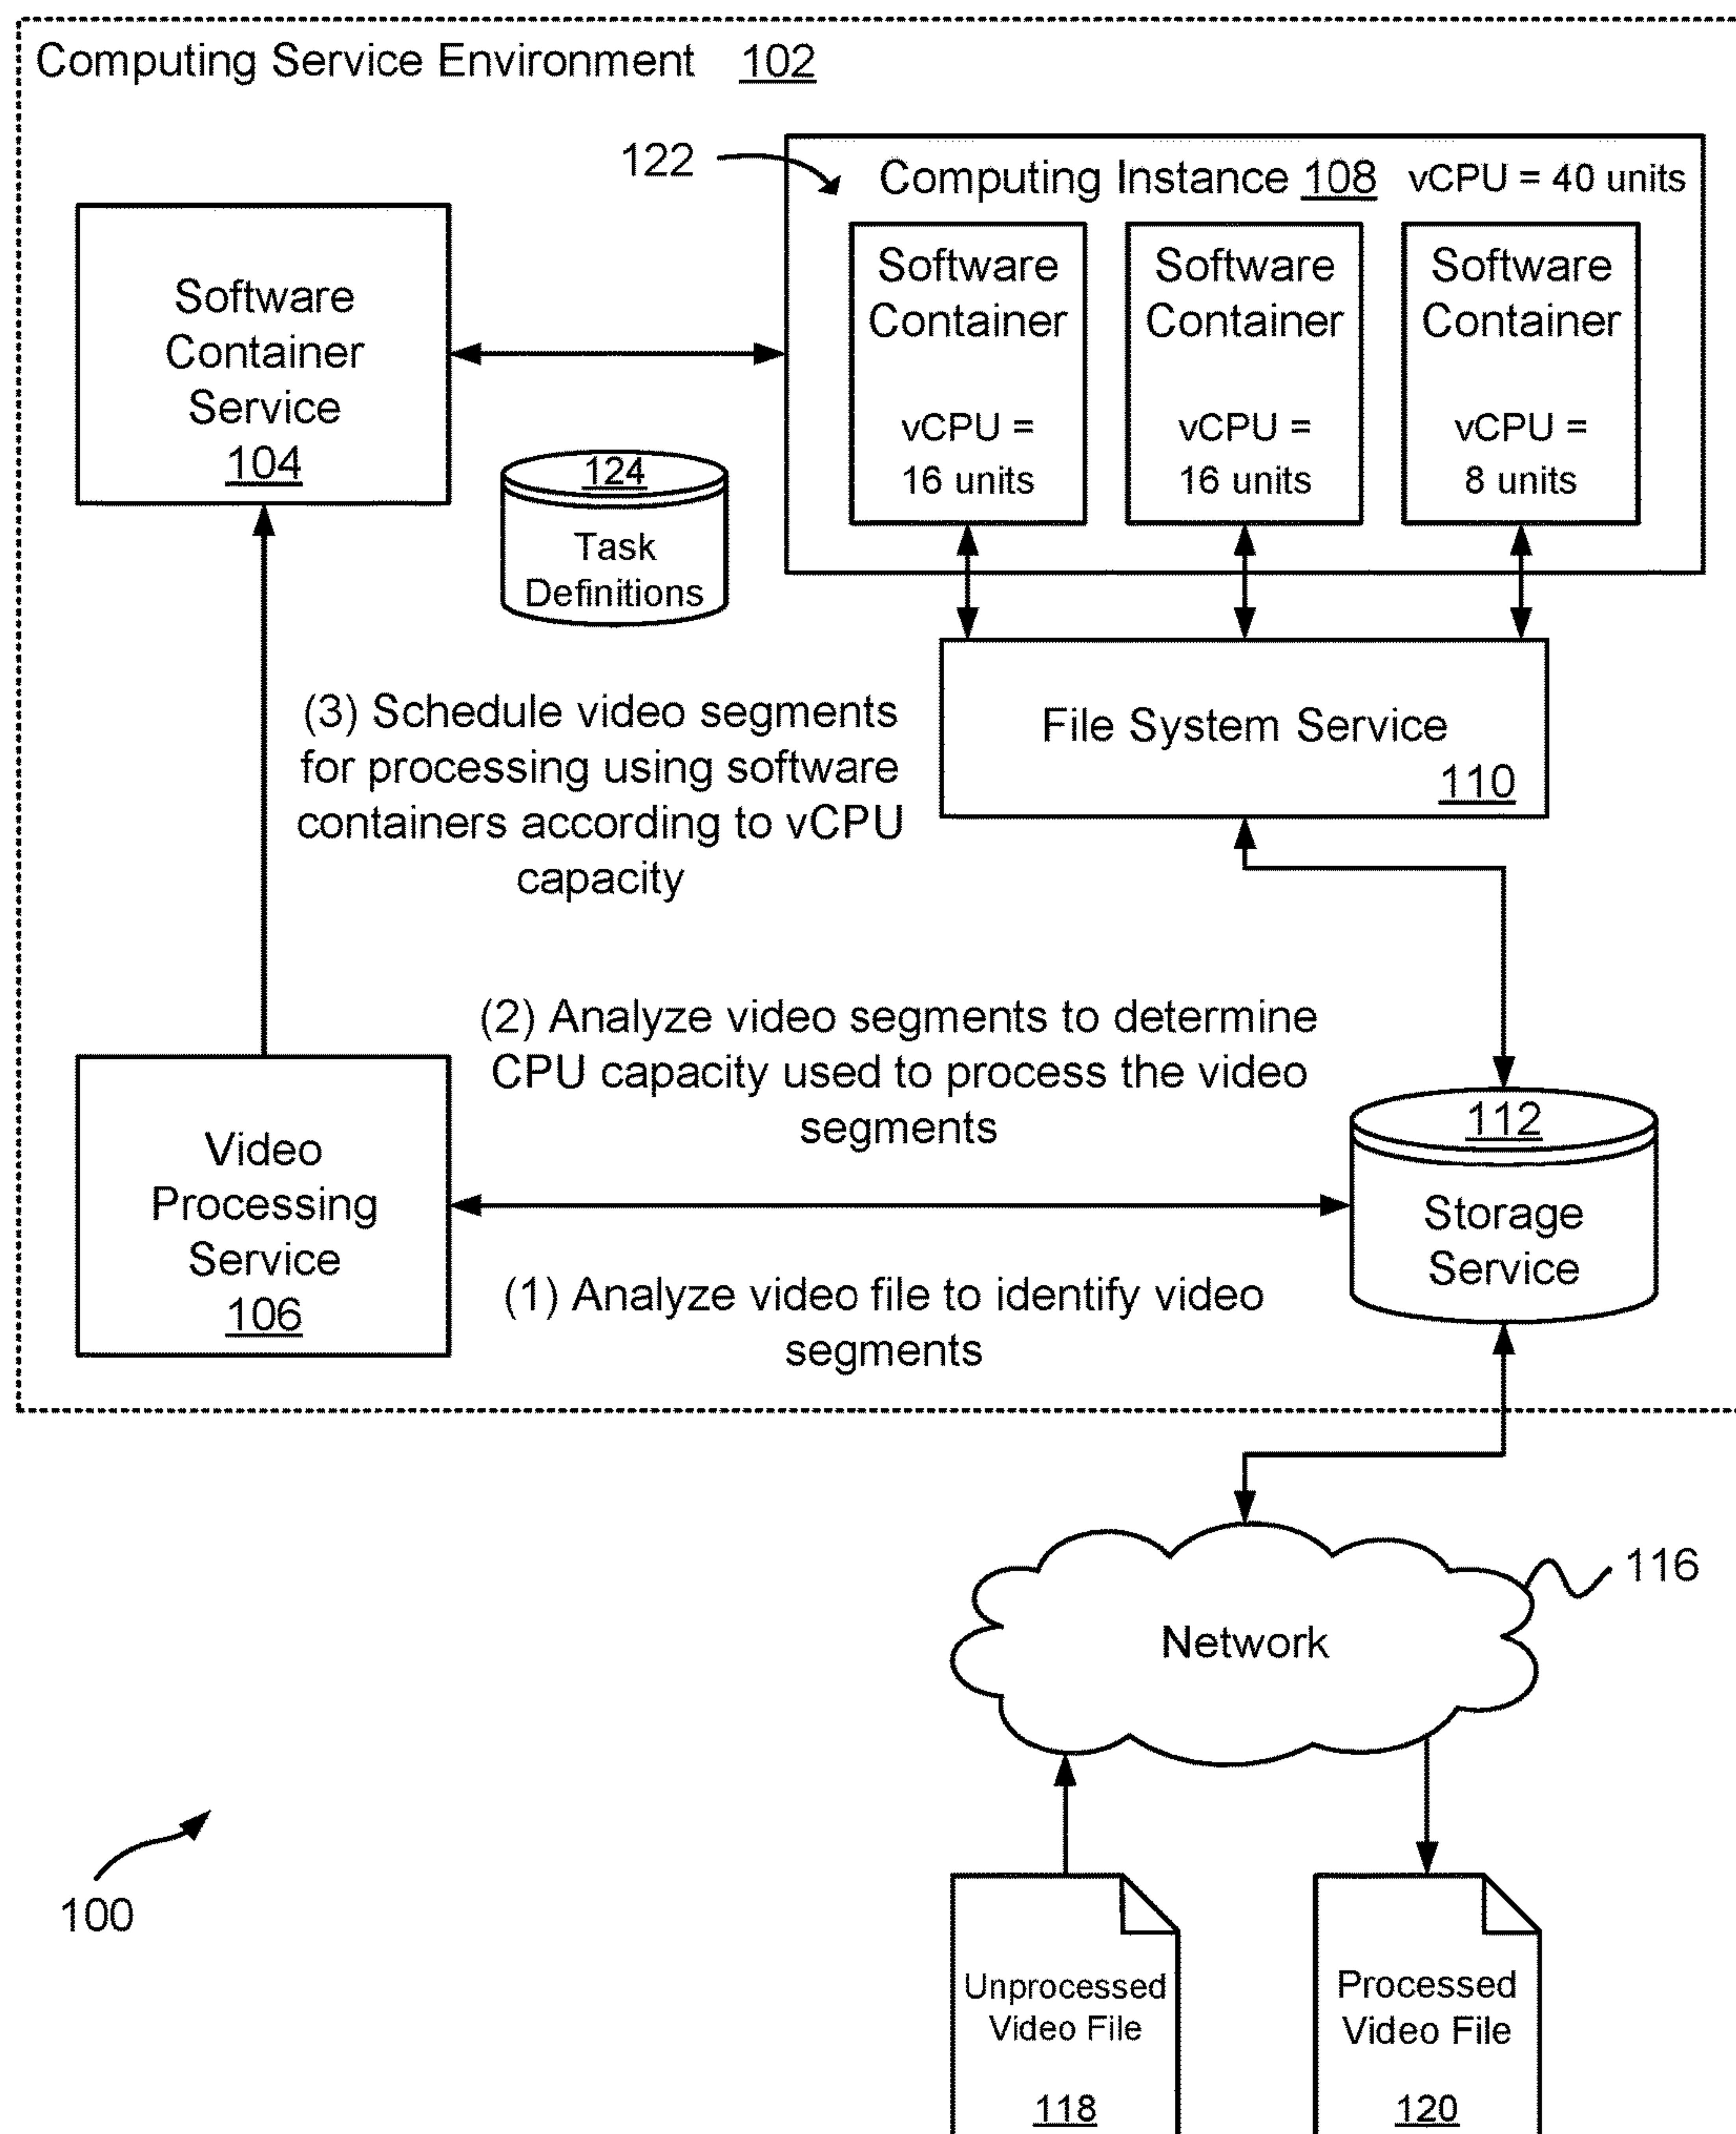 Computing Service Environment 102
122
Computing Instance 108 vCPU = 40 units
Software
Container
Service
104
Software
Container
vCPU =
16 units
Software
Container
vCPU =
16 units
Software
Container
vCPU =
8 units
124
Task
Definitions
File System Service
110
(3) Schedule video segments
for processing using software
containers according to vCPU
capacity
(2) Analyze video segments to determine
CPU capacity used to process the video
segments
Video
Processing
Service
106
112
Storage
Service
(1) Analyze video file to identify video
segments
116
Network
100
Unprocessed
Video File
118
Processed
Video File
120